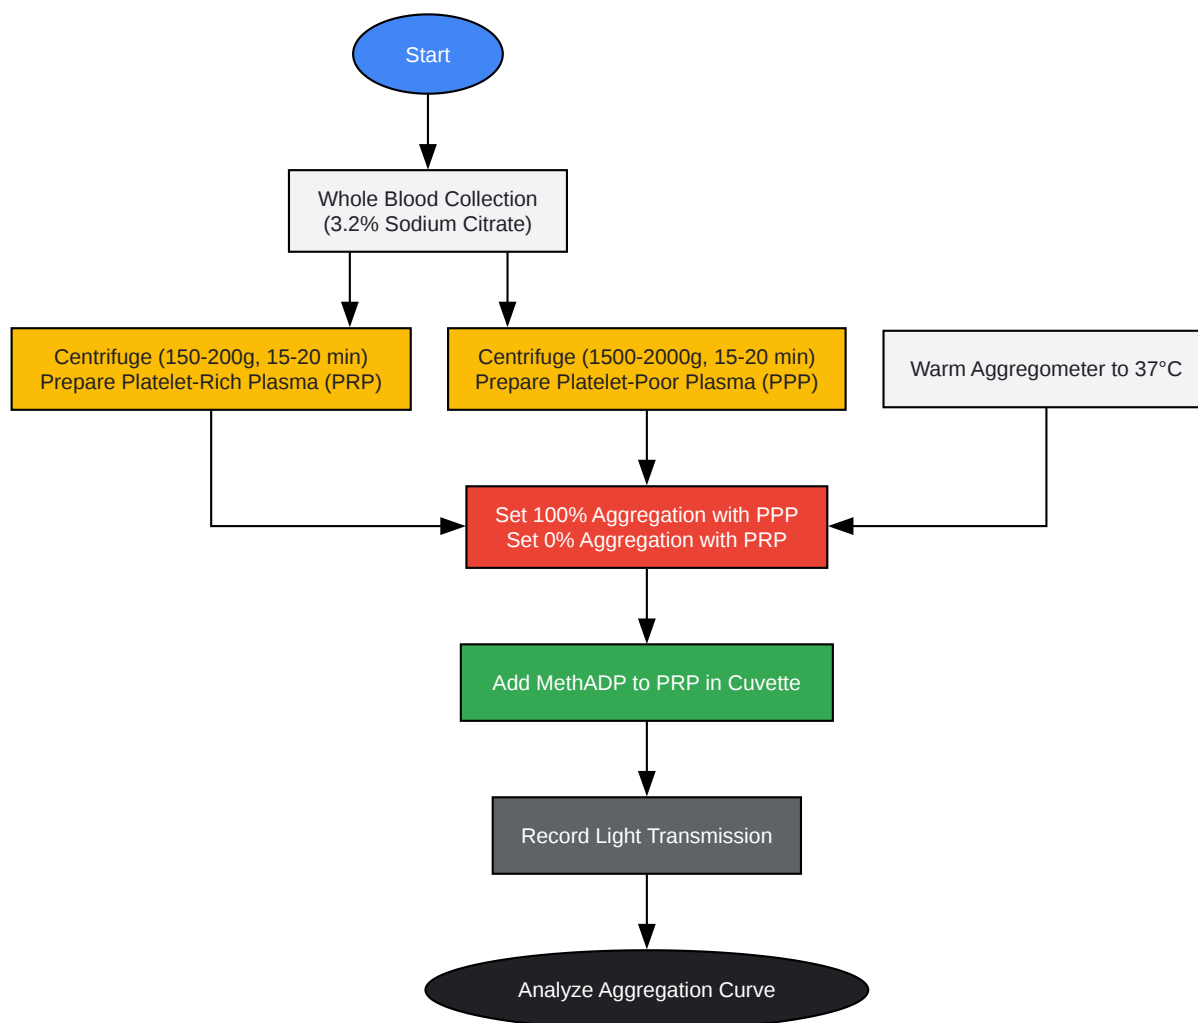 Start
Whole Blood Collection
(3.2% Sodium Citrate)
Centrifuge (150-200g, 15-20 min)
Prepare Platelet-Rich Plasma (PRP)
Centrifuge (1500-2000g, 15-20 min)
Prepare Platelet-Poor Plasma (PPP)
Warm Aggregometer to 37°C
Set 100% Aggregation with PPP
Set 0% Aggregation with PRP
Add MethADP to PRP in Cuvette
Record Light Transmission
Analyze Aggregation Curve